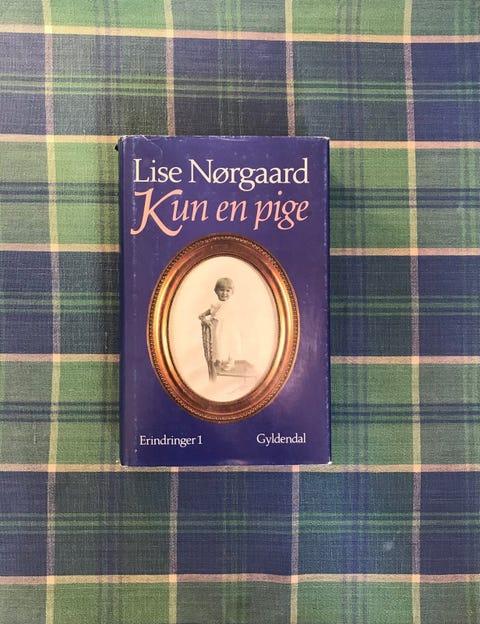 Lise Nørgaard
Kun en pige
Erindringer 1
Gyldendal